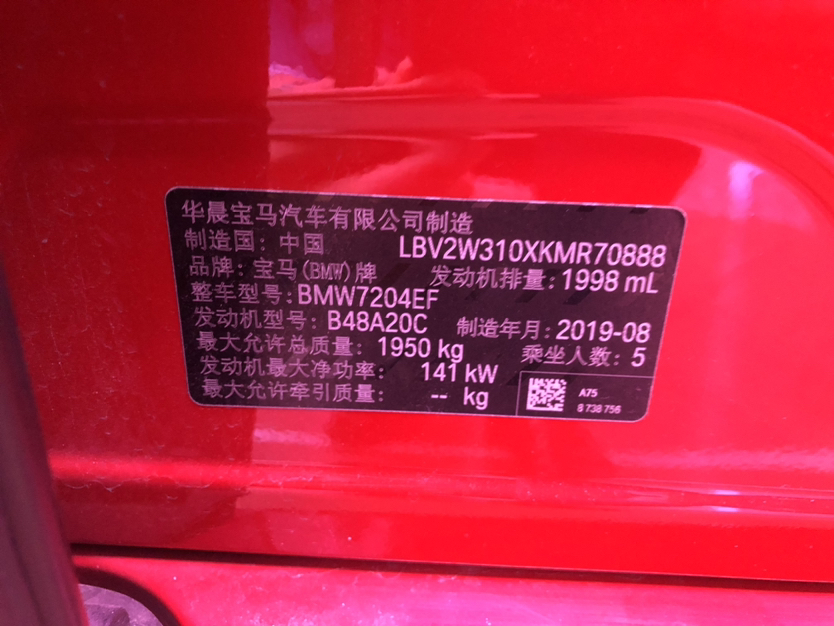 华晨宝马汽车有限公司制造
制造国：中国 LBV2W310XKMR70888
品牌：宝马(BMW)牌 发动机排量：1998 mL
整车型号：BMW7204EF
发动机型号：B48A20C 制造年月：2019-08
最大允许总质量：1950 kg 乘坐人数：5
发动机最大净功率：141 kW
最大允许牵引质量：-- kg
A75
8 738 756